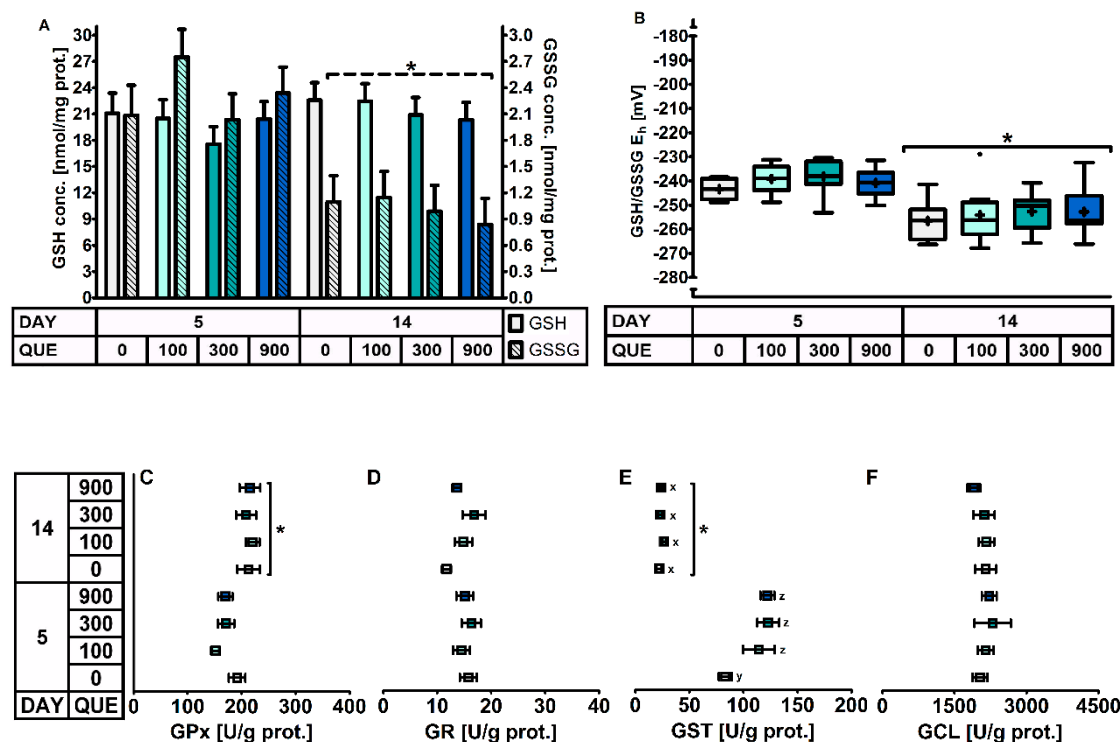 A
GSH conc. [nmol/mg prot.]
30
27
24
21
18
15
12
9
6
3
0
*
3.0
2.7
2.4
2.1
1.8
1.5
1.2
0.9
0.6
0.3
0.0
GSSG conc. [nmol/mg prot.]
DAY 5 14
QUE 0 100 300 900 0 100 300 900
GSH
GSSG
B
GSH/GSSG Eh [mV]
-180
-190
-200
-210
-220
-230
-240
-250
-260
-270
-280
*
DAY 5 14
QUE 0 100 300 900 0 100 300 900
14 900
300
100
0
5 900
300
100
0
DAY QUE
C
*
0 100 200 300 400
GPx [U/g prot.]
D
0 10 20 30 40
GR [U/g prot.]
E
x
x
x
x
*
z
z
z
y
0 50 100 150 200
GST [U/g prot.]
F
0 1500 3000 4500
GCL [U/g prot.]